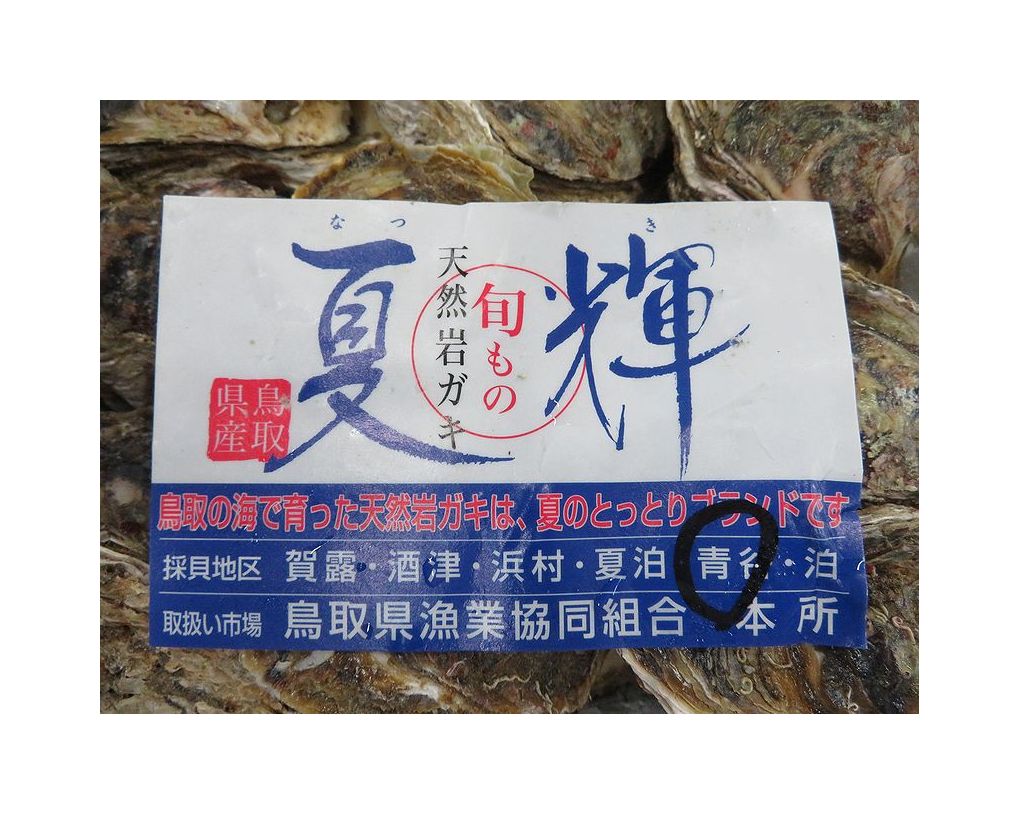 なつ き
夏輝
天然岩ガキ
旬もの
鳥取
県産
鳥取の海で育った天然岩ガキは、夏のとっとりブランドです
採貝地区 賀露・酒津・浜村・夏泊・青谷・泊
取扱い市場 鳥取県漁業協同組合 本所